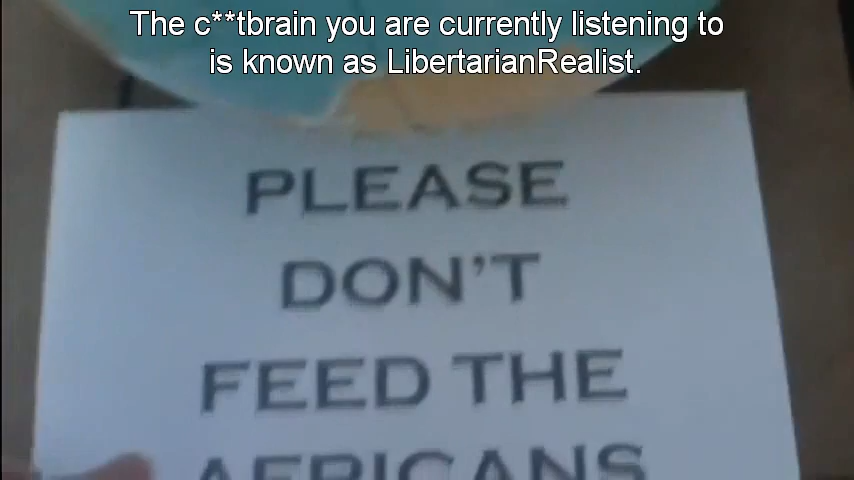 The c**tbrain you are currently listening to
is known as LibertarianRealist.
PLEASE
DON'T
FEED THE
AFRICANS